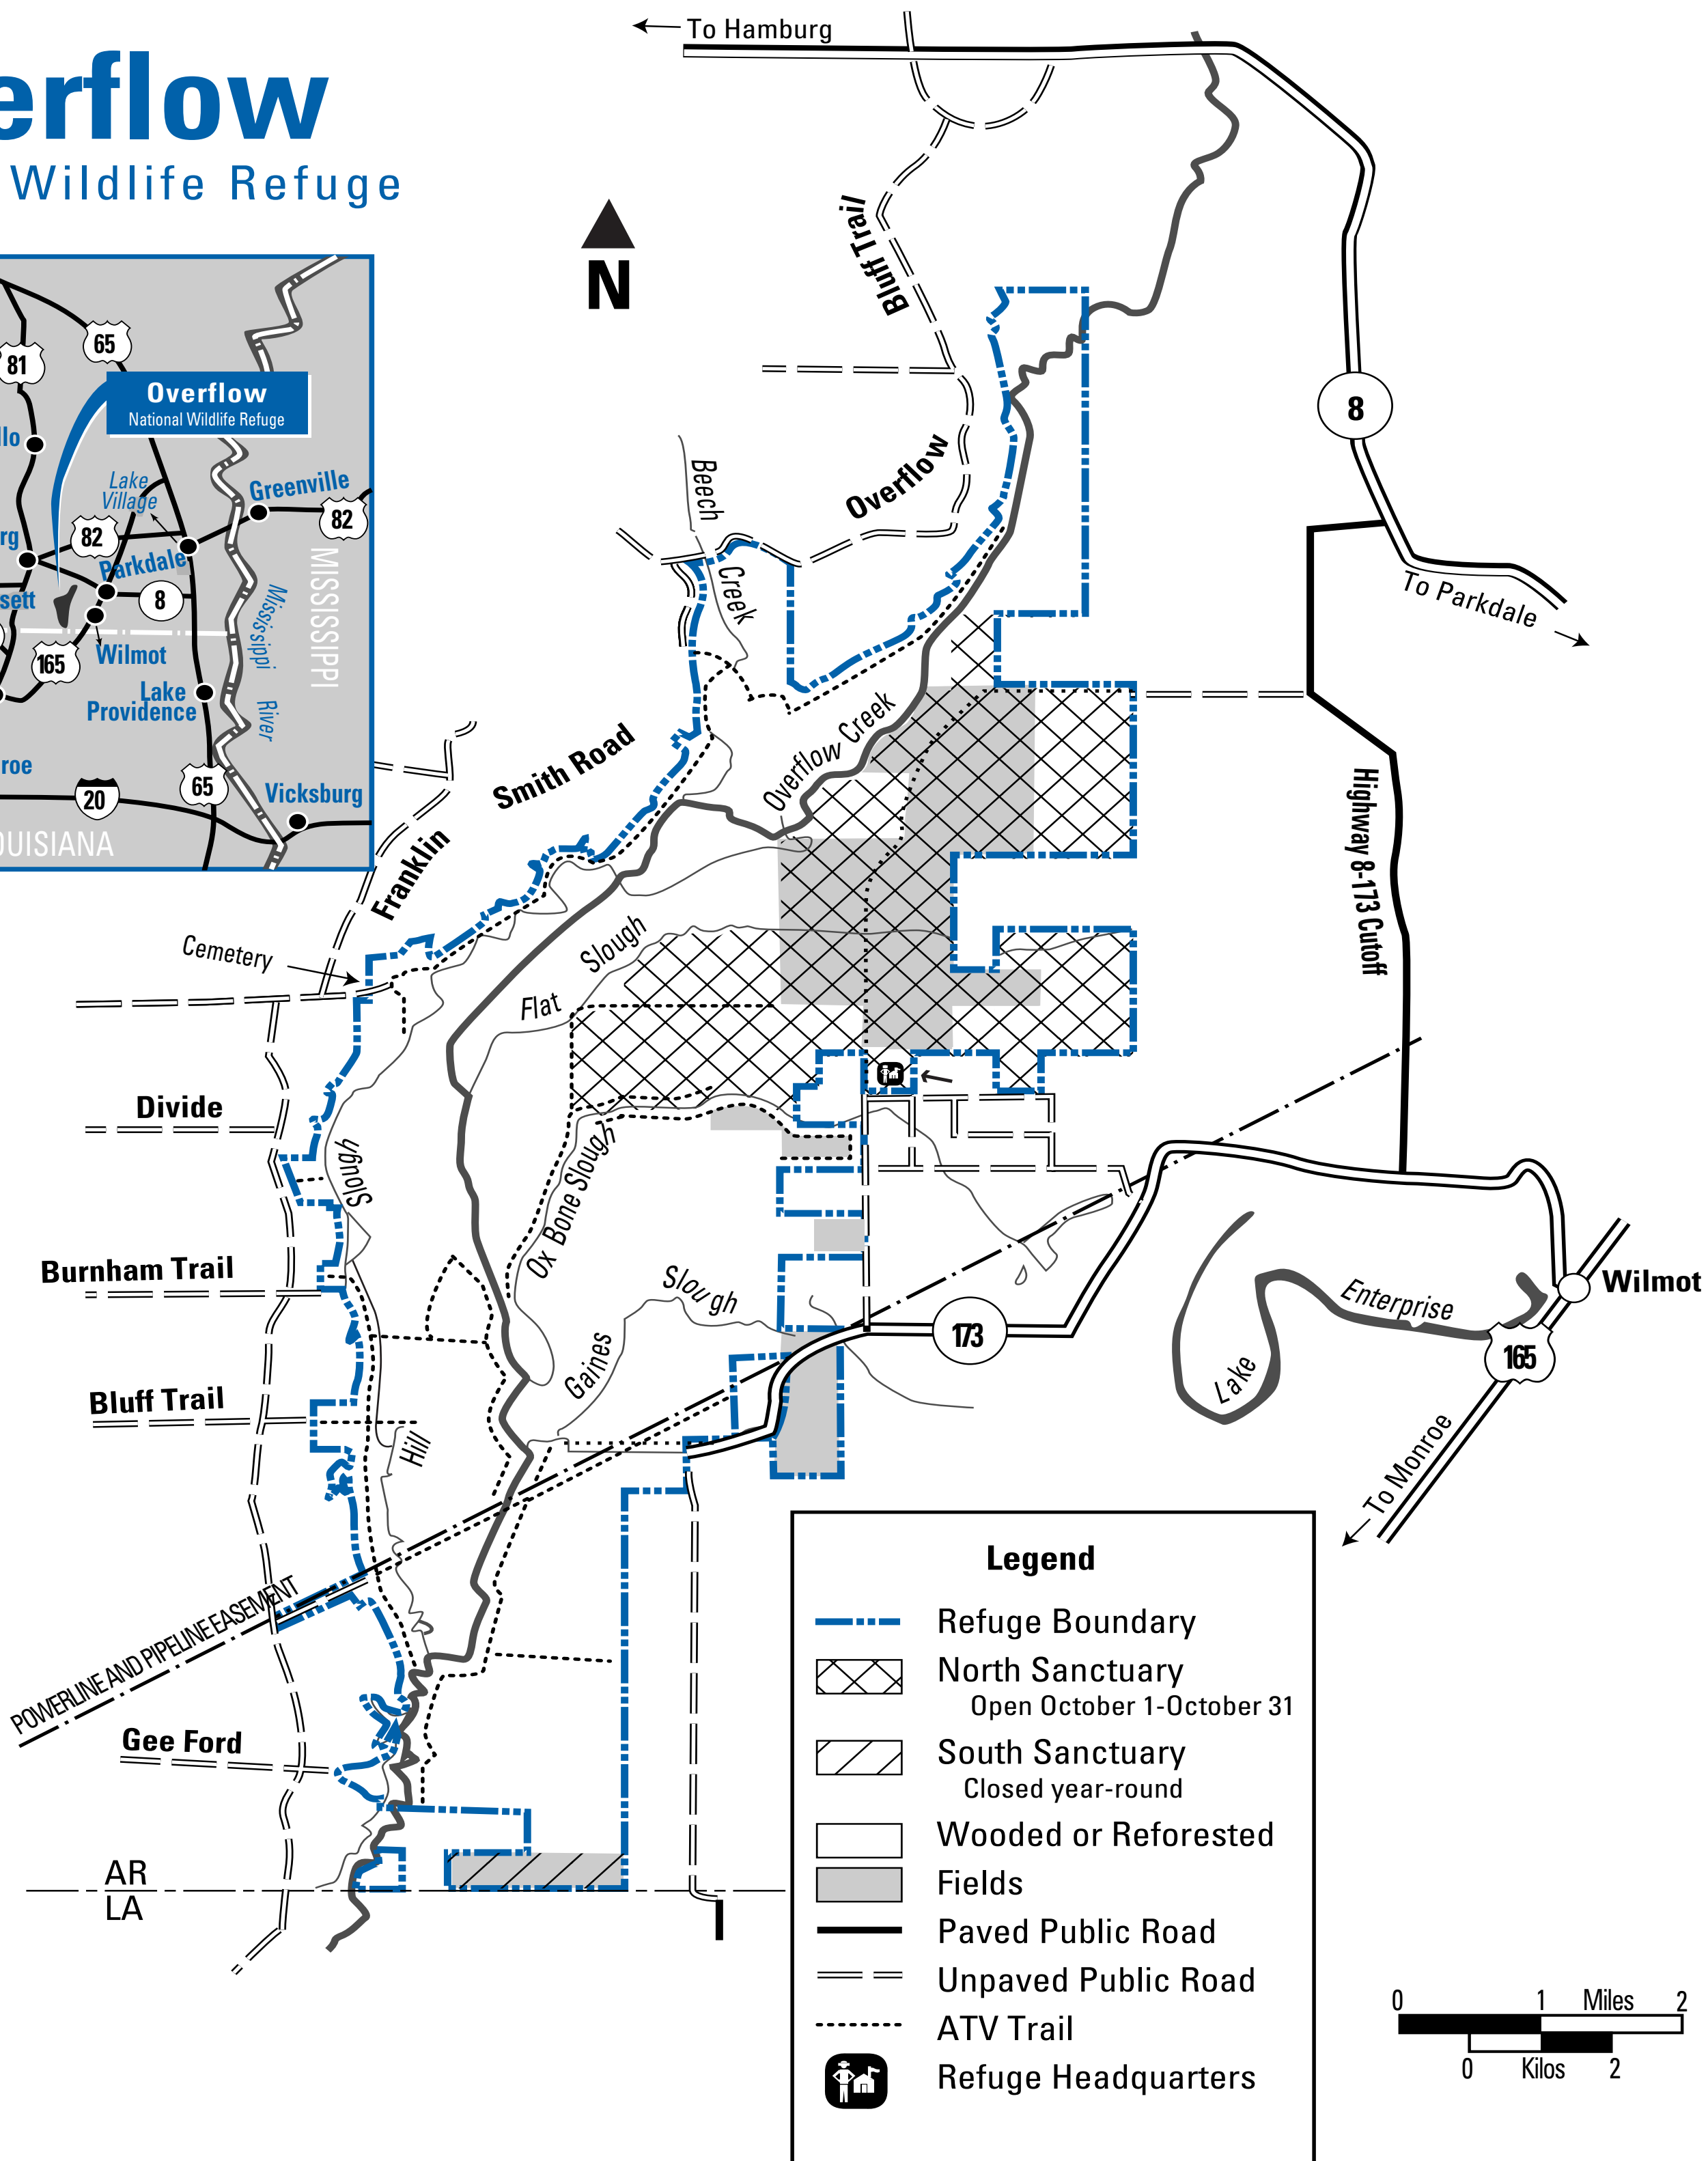 erflow
Wildlife Refuge
To Hamburg
N
Bluff Trail
Overflow
8
To Parkdale
Highway 8-173 Cutoff
81
65
Overflow
National Wildlife Refuge
llo
Lake
Village
Greenville
82
82
rg
Parkdale
MISSISSIPPI
sett
8
Mississippi
River
165
Wilmot
Lake
Providence
roe
65
20
Vicksburg
OUISIANA
Beech
Creek
Smith Road
Franklin
Overflow Creek
Cemetery
Slough
Flat
Divide
Slough
Ox Bone Slough
Burnham Trail
Slough
Gaines
Bluff Trail
Hill
173
Enterprise
Lake
Wilmot
165
To Monroe
POWERLINE AND PIPELINE EASEMENT
Gee Ford
AR
LA
Legend
Refuge Boundary
North Sanctuary
Open October 1-October 31
South Sanctuary
Closed year-round
Wooded or Reforested
Fields
Paved Public Road
Unpaved Public Road
ATV Trail
Refuge Headquarters
0 1 Miles 2
0 Kilos 2